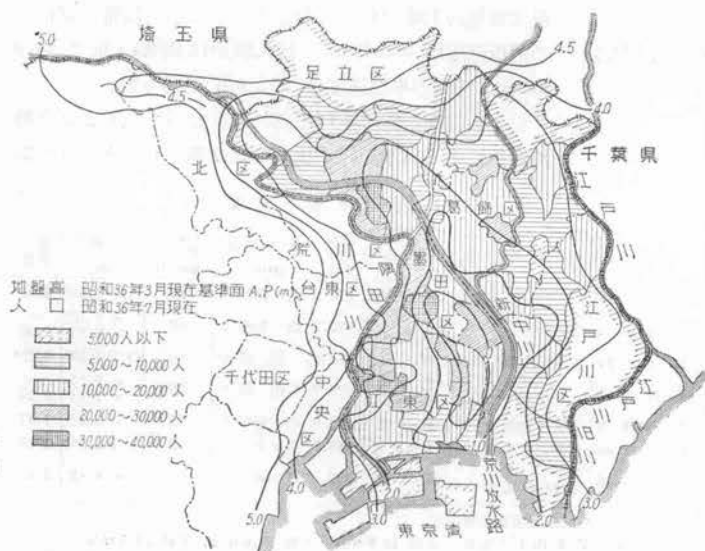 5.0
埼玉県
足立区
4.5
4.5
4.0
千葉県
北区
江戸川
葛飾区
荒川区
隅田川
墨田区
台東区
地盤高 昭和36年3月現在基準面A.P(m)
人口 昭和36年7月現在
5,000人以下
5,000〜10,000人
10,000〜20,000人
20,000〜30,000人
30,000〜40,000人
千代田区
中央区
江東区
新中川
江戸川区
旧江戸川
1.0
荒川放水路
4.0
5.0
2.0
3.0
東京湾
2.0
3.0